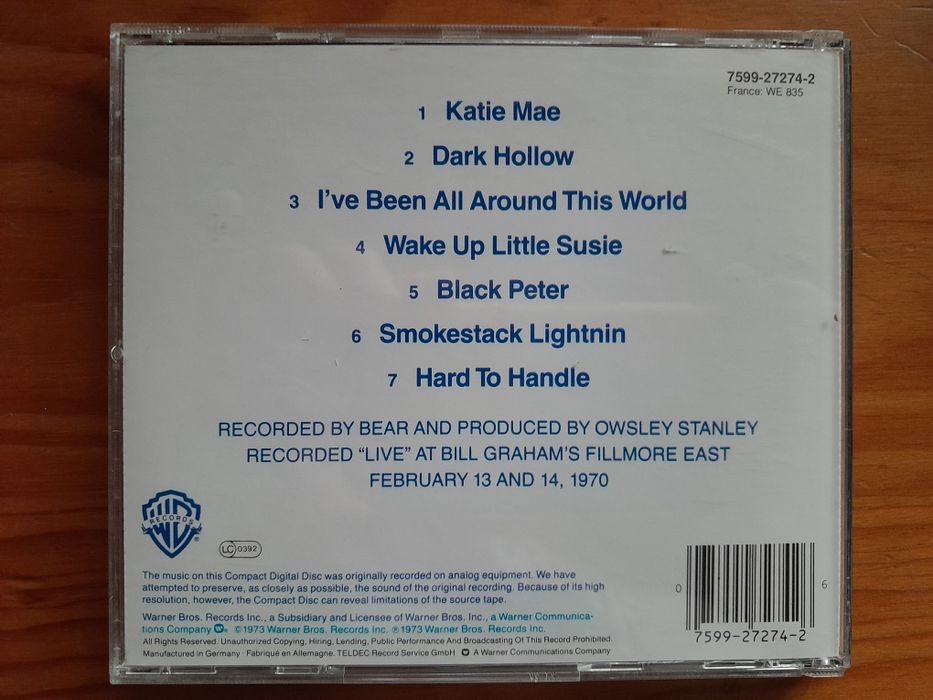 7599-27274-2
France: WE 835
1 Katie Mae
2 Dark Hollow
3 I've Been All Around This World
4 Wake Up Little Susie
5 Black Peter
6 Smokestack Lightnin
7 Hard To Handle
RECORDED BY BEAR AND PRODUCED BY OWSLEY STANLEY
RECORDED "LIVE" AT BILL GRAHAM'S FILLMORE EAST
FEBRUARY 13 AND 14, 1970
RECORDS
®
LC 0392
The music on this Compact Digital Disc was originally recorded on analog equipment. We have
attempted to preserve, as closely as possible, the sound of the original recording. Because of its high
resolution, however, the Compact Disc can reveal limitations of the source tape.
Warner Bros. Records Inc., a Subsidiary and Licensee of Warner Bros. Inc., a Warner Communica-
tions Company ®. ©1973 Warner Bros. Records Inc. ℗1973 Warner Bros. Records Inc.
All Rights Reserved. Unauthorized Copying, Hiring, Lending, Public Performance And Broadcasting Of This Record Prohibited.
Manufactured in Germany · Fabriqué en Allemagne. TELDEC Record Service GmbH A Warner Communications Company
0 6
7599-27274-2